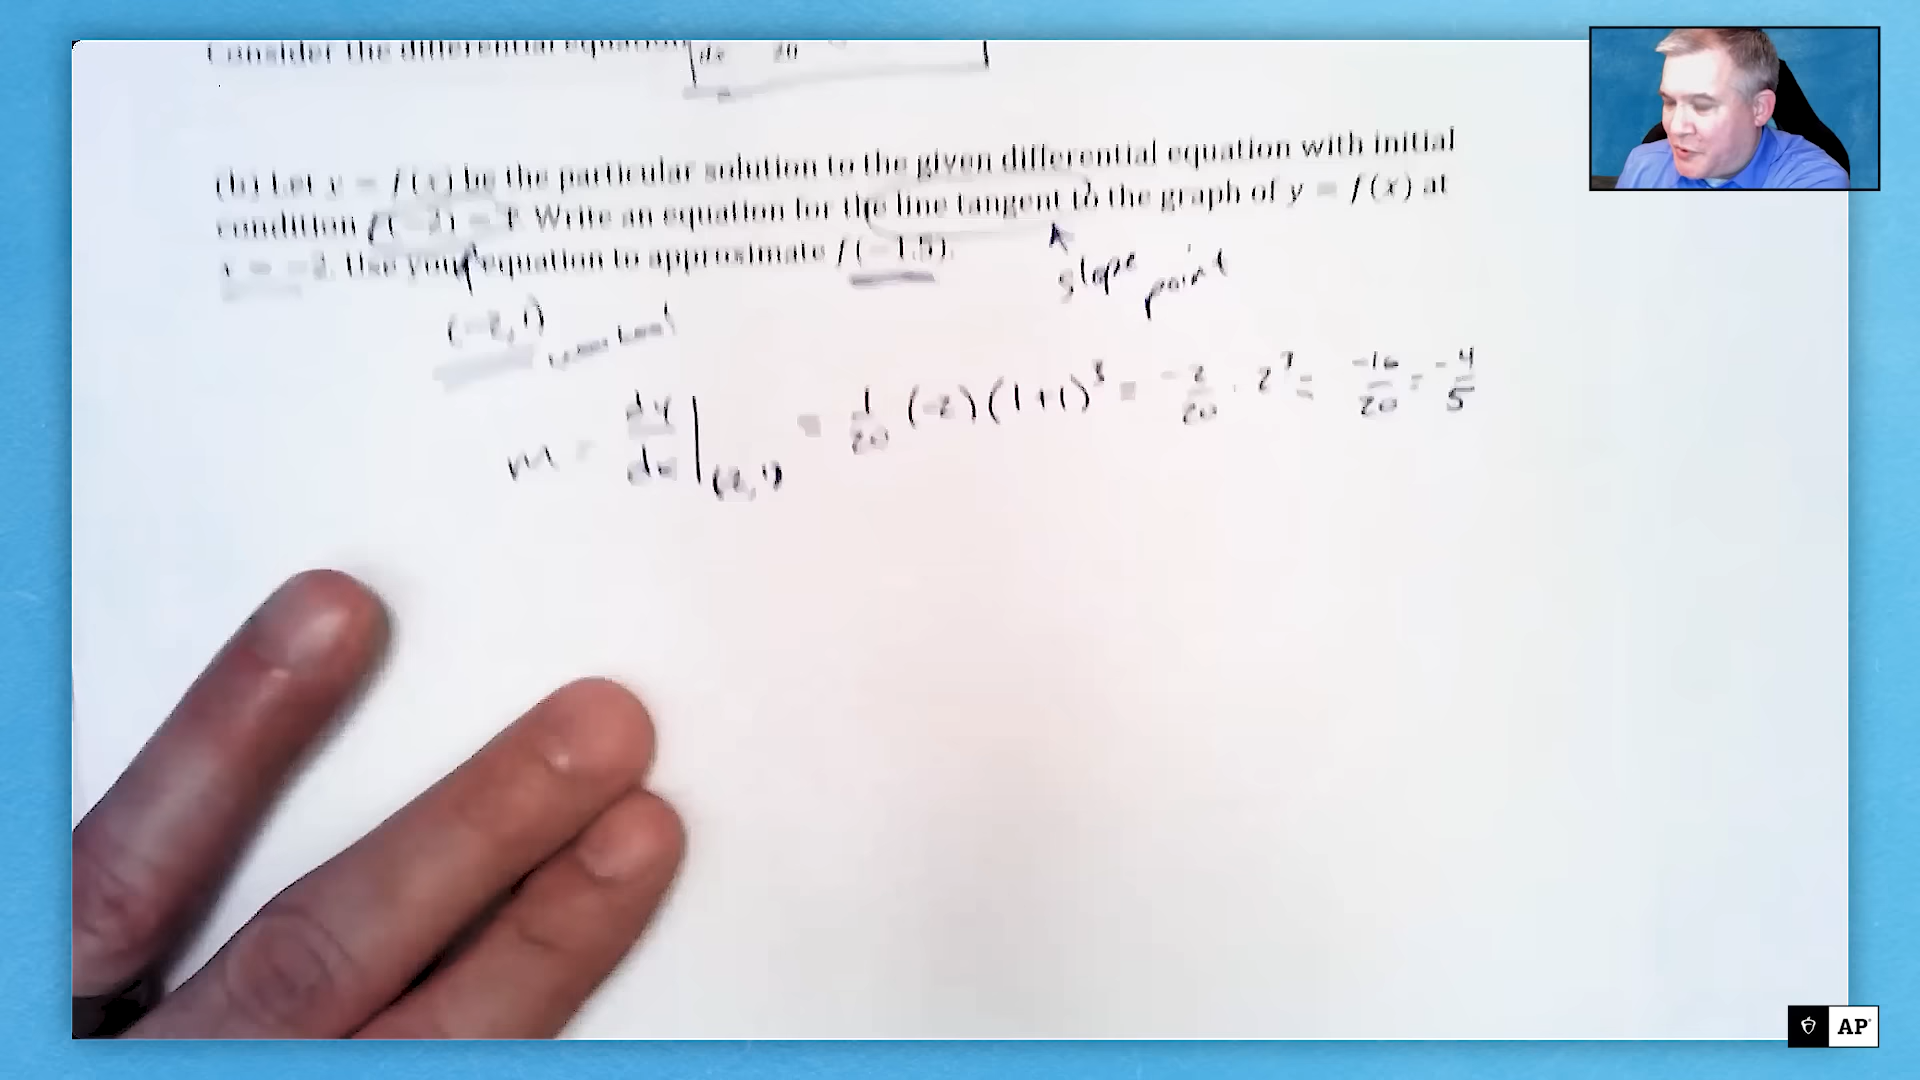 Consider the differential equation dy/dx 20
(b) Let y = f(x) be the particular solution to the given differential equation with initial
condition f(-2) = 1. Write an equation for the line tangent to the graph of y = f(x) at
x = -2. Use your equation to approximate f(-1.5).
slope point
(-2, 1)
m = dy/dx |(-2, 1) = 1/20 (-2)(1+1)³ = -2/20 · 2³ = -16/20 = -4/5
AP